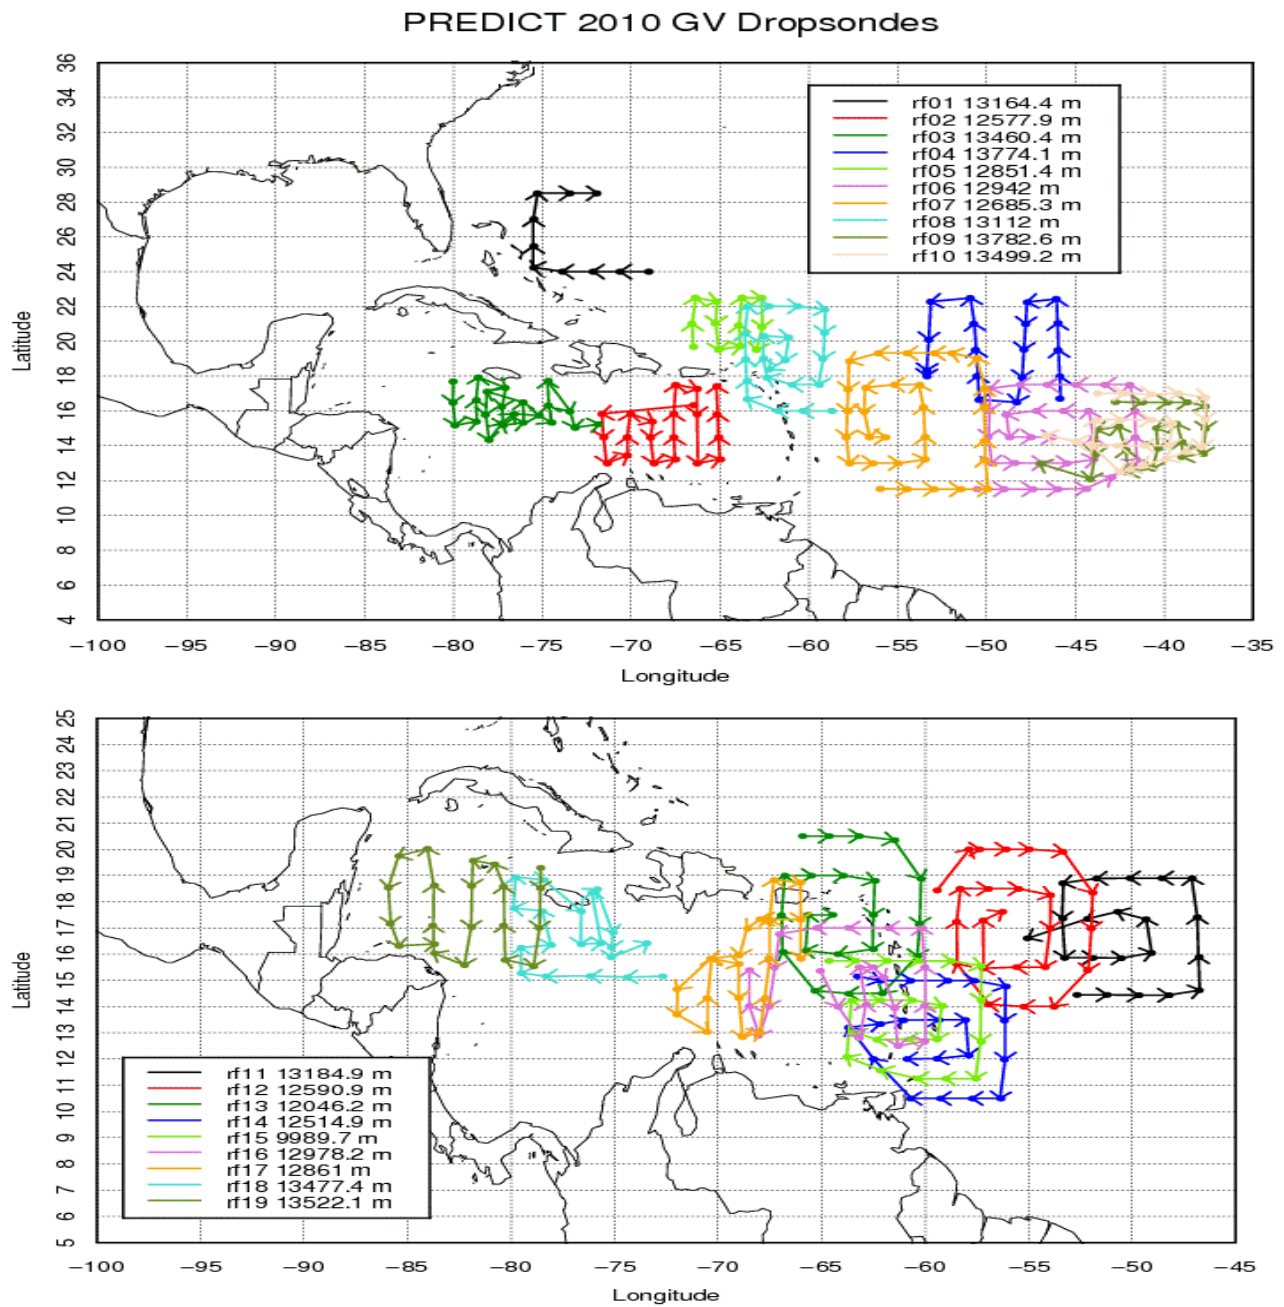 PREDICT 2010 GV Dropsondes
36
34
32
30
28
26
24
22
20
18
16
14
12
10
8
6
4
Latitude
rf01 13164.4 m
rf02 12577.9 m
rf03 13460.4 m
rf04 13774.1 m
rf05 12851.4 m
rf06 12942 m
rf07 12685.3 m
rf08 13112 m
rf09 13782.6 m
rf10 13499.2 m
−100 −95 −90 −85 −80 −75 −70 −65 −60 −55 −50 −45 −40 −35
Longitude
25
24
23
22
21
20
19
18
17
16
15
14
13
12
11
10
9
8
7
6
5
Latitude
rf11 13184.9 m
rf12 12590.9 m
rf13 12046.2 m
rf14 12514.9 m
rf15 9989.7 m
rf16 12978.2 m
rf17 12861 m
rf18 13477.4 m
rf19 13522.1 m
−100 −95 −90 −85 −80 −75 −70 −65 −60 −55 −50 −45
Longitude